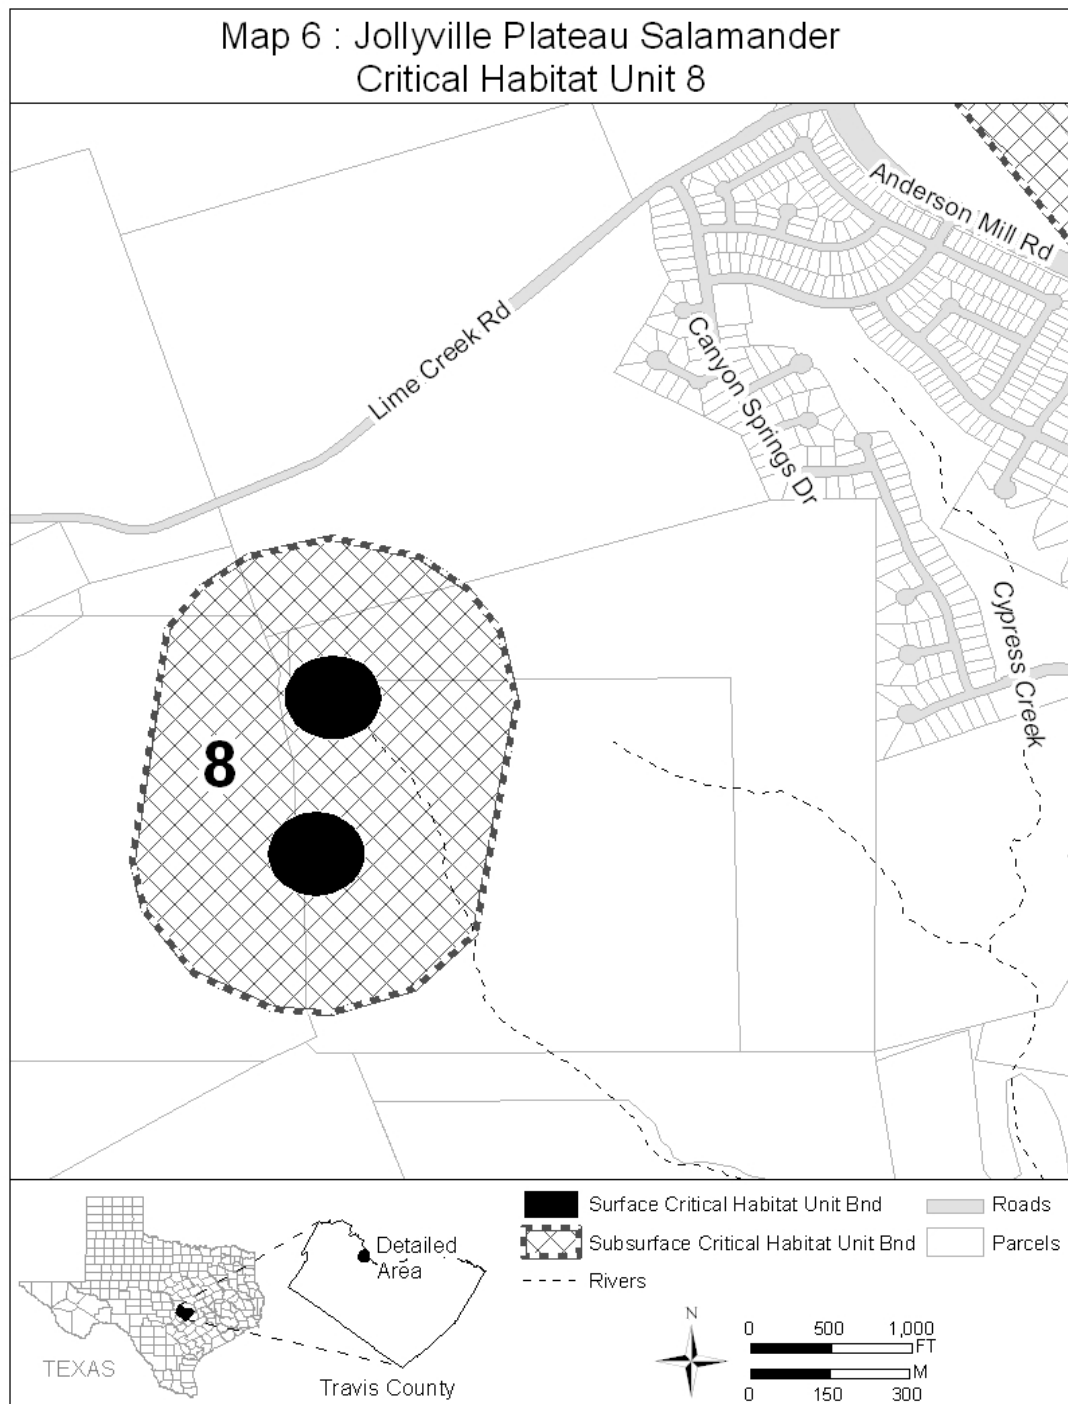 Map 6 : Jollyville Plateau Salamander
Critical Habitat Unit 8
Anderson Mill Rd
Lime Creek Rd
Canyon Springs Dr
Cypress Creek
8
Surface Critical Habitat Unit Bnd
Roads
Subsurface Critical Habitat Unit Bnd
Parcels
Rivers
Detailed
Area
TEXAS
Travis County
N
0 500 1,000
FT
M
0 150 300